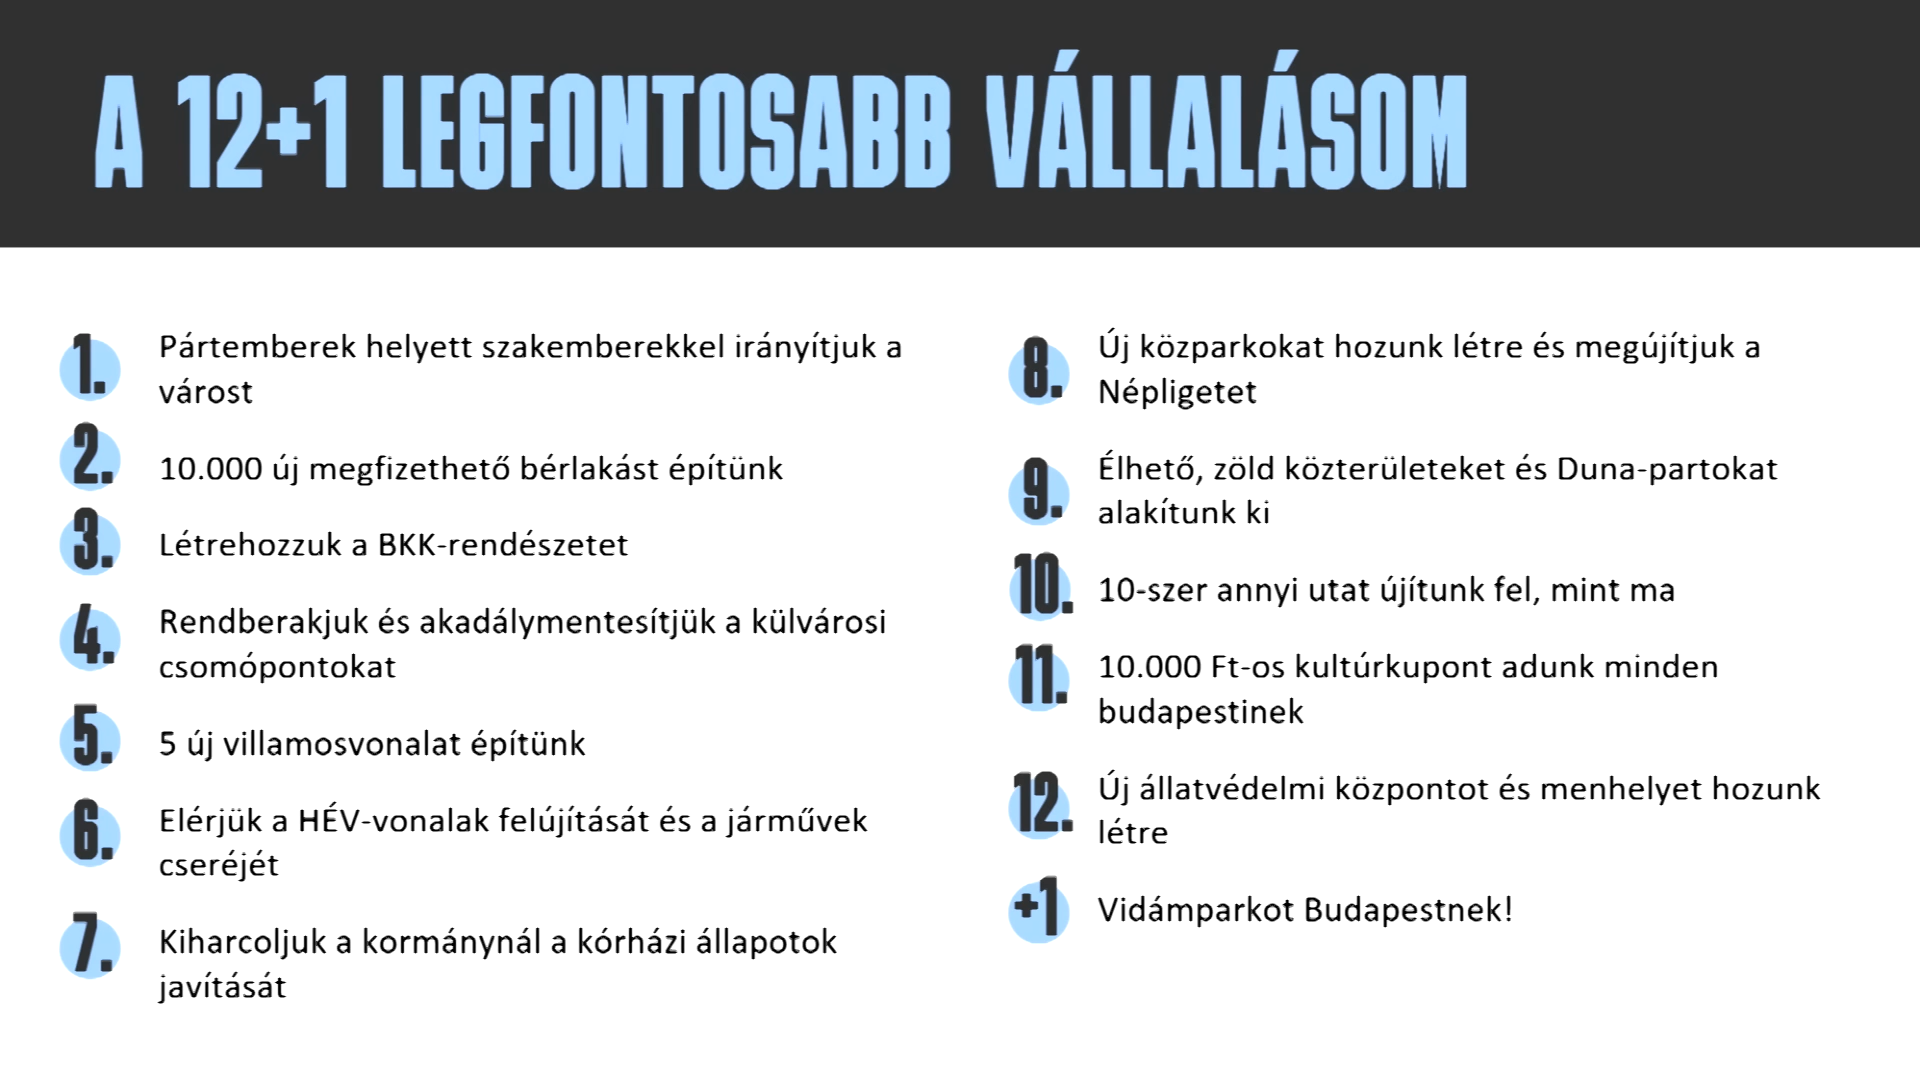 A 12+1 LEGFONTOSABB VÁLLALÁSOM
1. Pártemberek helyett szakemberekkel irányítjuk a
várost
2. 10.000 új megfizethető bérlakást építünk
3. Létrehozzuk a BKK-rendészetet
4. Rendberakjuk és akadálymentesítjük a külvárosi
csomópontokat
5. 5 új villamosvonalat építünk
6. Elérjük a HÉV-vonalak felújítását és a járművek
cseréjét
7. Kiharcoljuk a kormánynál a kórházi állapotok
javítását
8. Új közparkokat hozunk létre és megújítjuk a
Népligetet
9. Élhető, zöld közterületeket és Duna-partokat
alakítunk ki
10. 10-szer annyi utat újítunk fel, mint ma
11. 10.000 Ft-os kultúrkupont adunk minden
budapestinek
12. Új állatvédelmi központot és menhelyet hozunk
létre
+1 Vidámparkot Budapestnek!